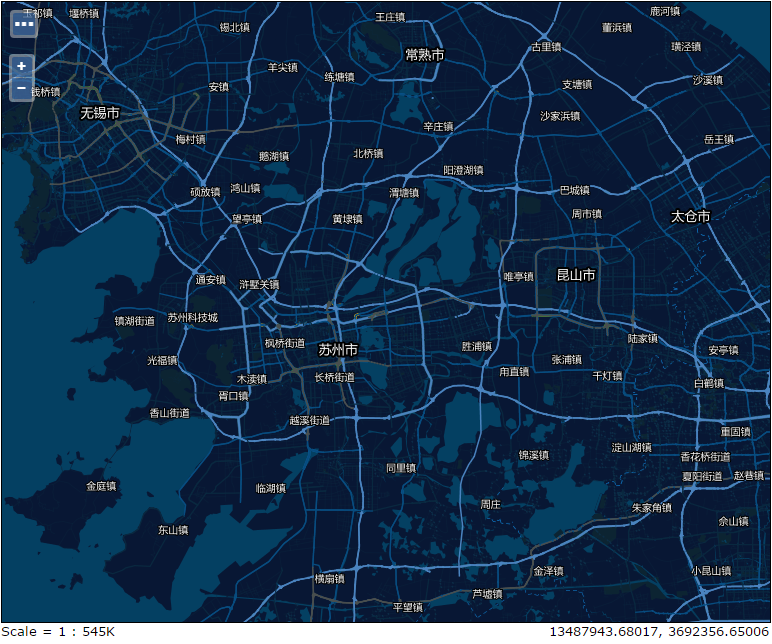 玉祁镇
堰桥镇
王庄镇
鹿河镇
锡北镇
董浜镇
古里镇
璜泾镇
常熟市
羊尖镇
练塘镇
沙溪镇
+
−
安镇
支塘镇
钱桥镇
无锡市
沙家浜镇
辛庄镇
梅村镇
岳王镇
鹅湖镇
北桥镇
阳澄湖镇
硕放镇
鸿山镇
渭塘镇
巴城镇
望亭镇
黄埭镇
周市镇
太仓市
通安镇
浒墅关镇
唯亭镇
昆山市
镇湖街道
苏州科技城
陆家镇
枫桥街道
苏州市
胜浦镇
安亭镇
光福镇
张浦镇
木渎镇
长桥街道
甪直镇
千灯镇
白鹤镇
胥口镇
香山街道
越溪街道
重固镇
淀山湖镇
锦溪镇
香花桥街道
同里镇
夏阳街道
赵巷镇
金庭镇
临湖镇
周庄
朱家角镇
佘山镇
东山镇
横扇镇
金泽镇
小昆山镇
芦墟镇
平望镇
Scale = 1 : 545K
13487943.68017, 3692356.65006